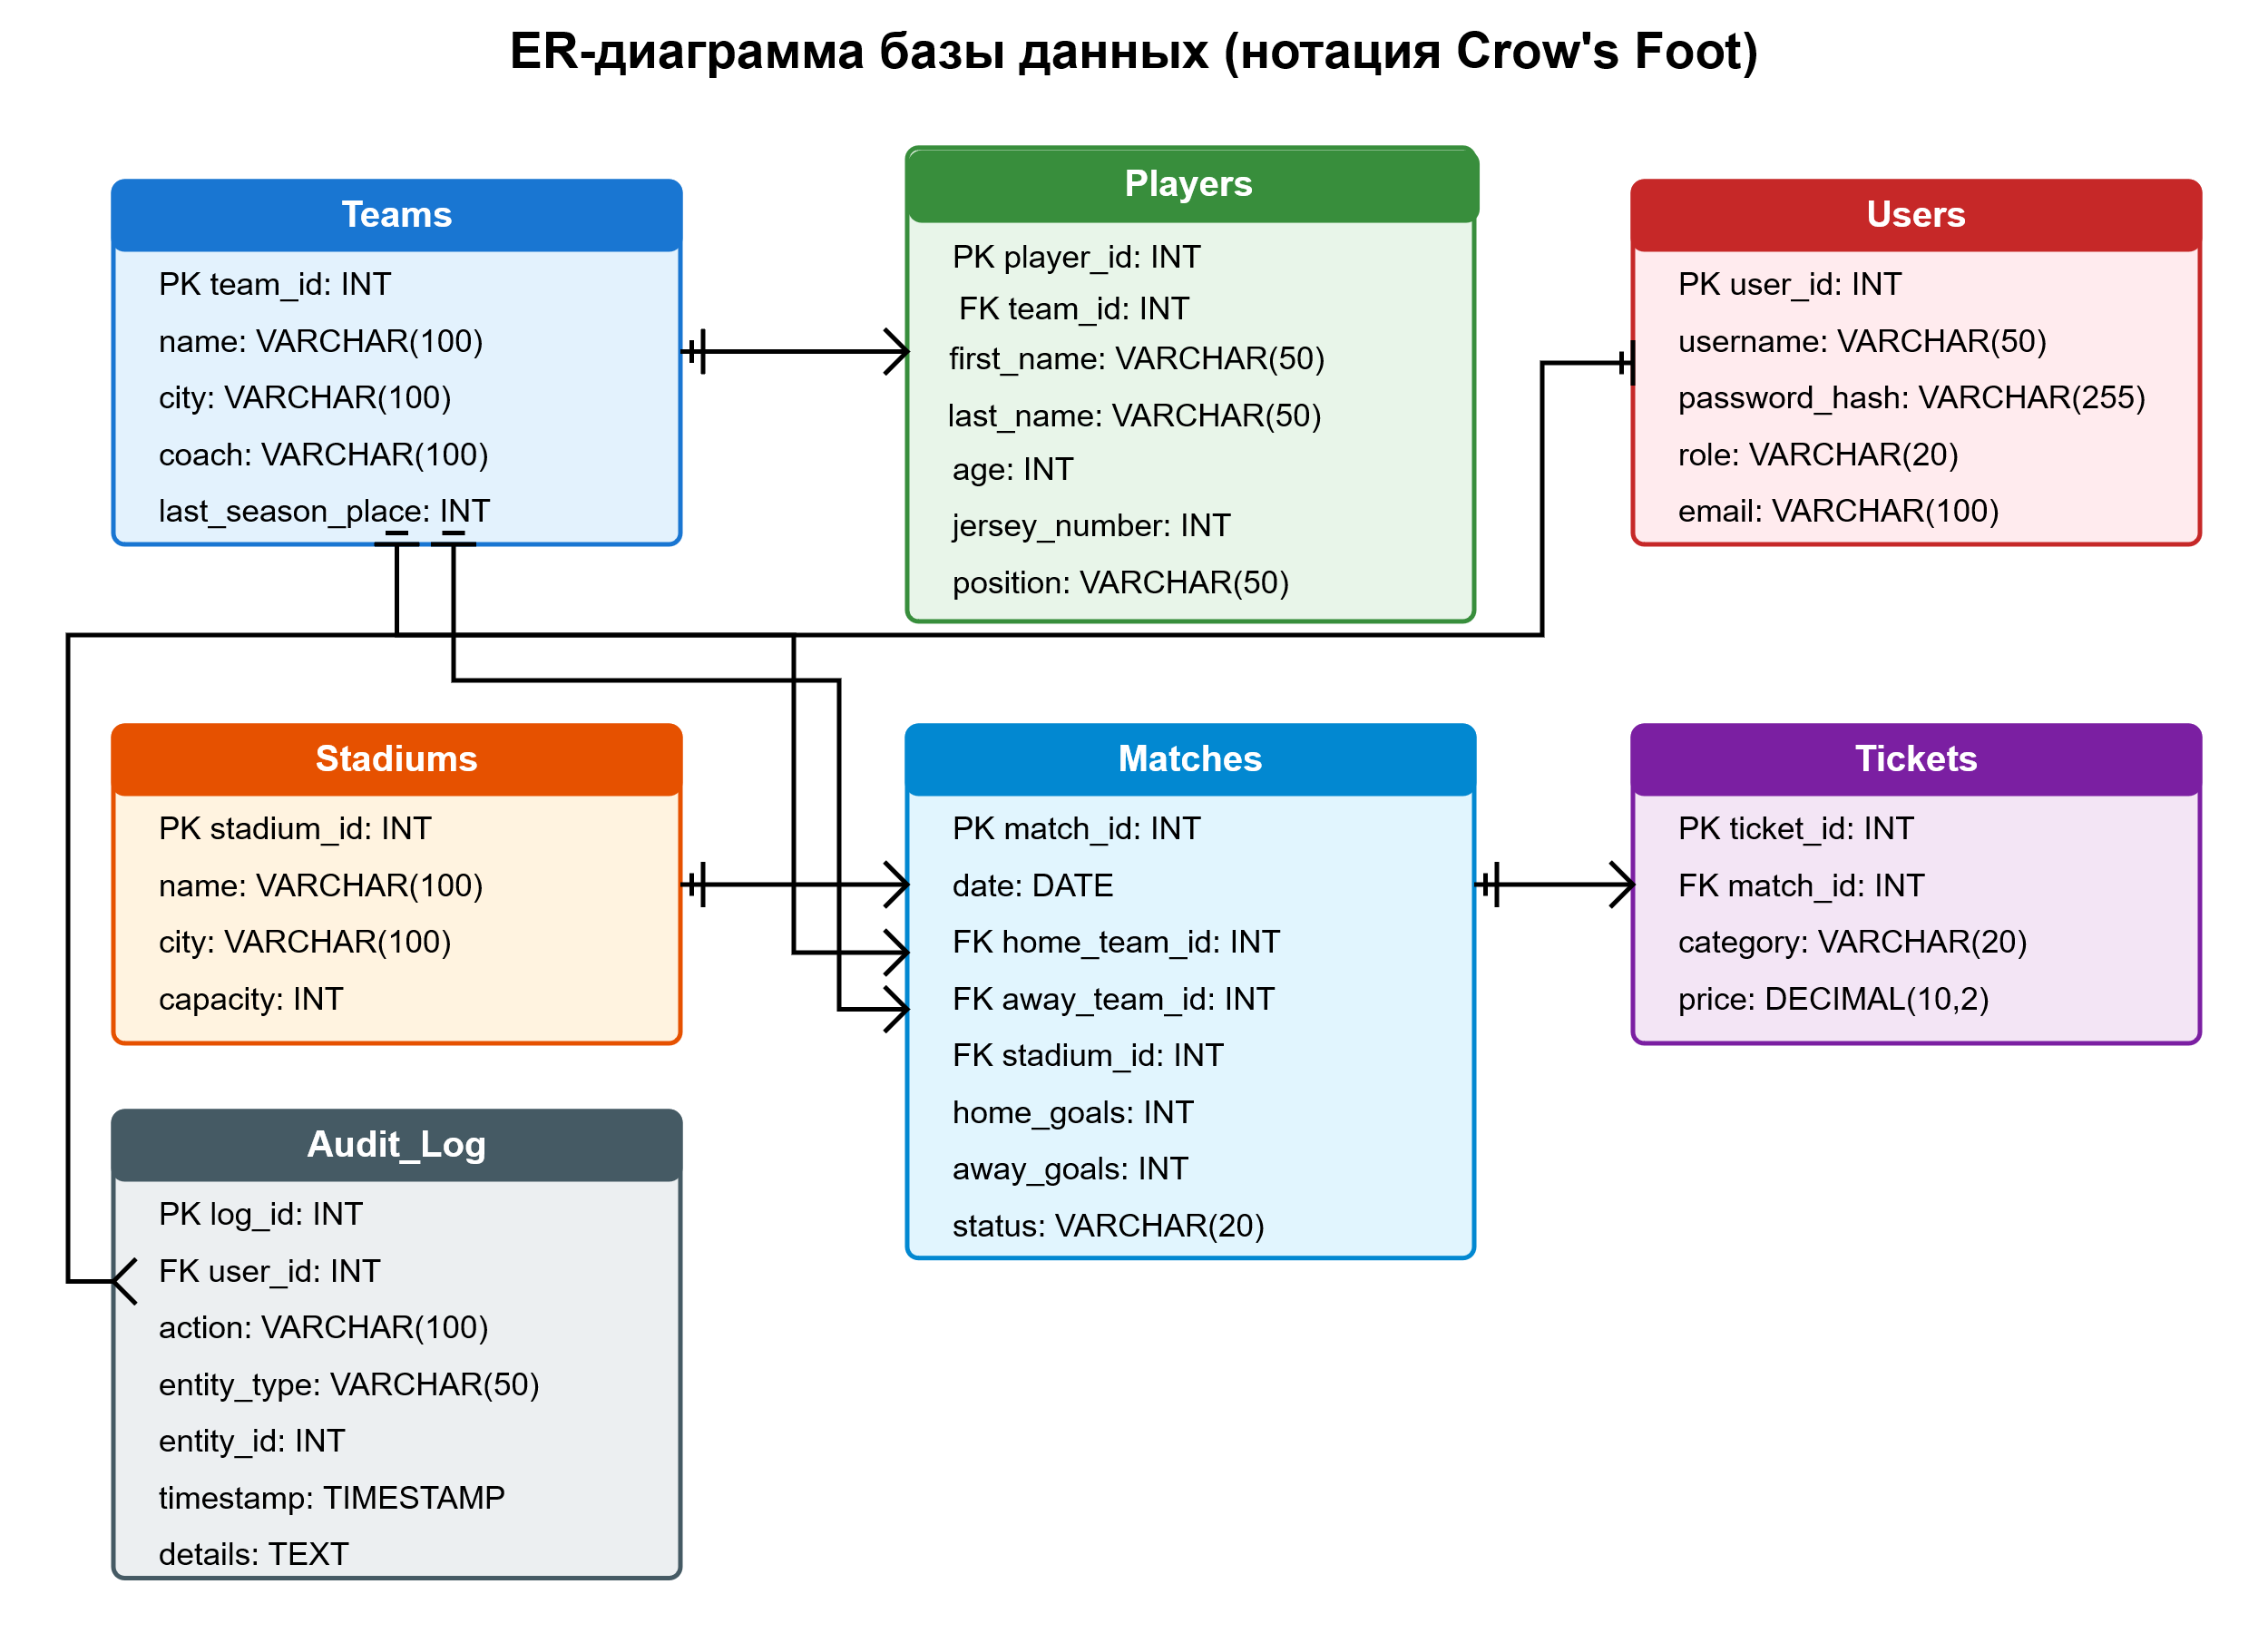 ER-диаграмма базы данных (нотация Crow's Foot)
Teams
PK team_id: INT
name: VARCHAR(100)
city: VARCHAR(100)
coach: VARCHAR(100)
last_season_place: INT
Players
PK player_id: INT
FK team_id: INT
first_name: VARCHAR(50)
last_name: VARCHAR(50)
age: INT
jersey_number: INT
position: VARCHAR(50)
Users
PK user_id: INT
username: VARCHAR(50)
password_hash: VARCHAR(255)
role: VARCHAR(20)
email: VARCHAR(100)
Stadiums
PK stadium_id: INT
name: VARCHAR(100)
city: VARCHAR(100)
capacity: INT
Matches
PK match_id: INT
date: DATE
FK home_team_id: INT
FK away_team_id: INT
FK stadium_id: INT
home_goals: INT
away_goals: INT
status: VARCHAR(20)
Tickets
PK ticket_id: INT
FK match_id: INT
category: VARCHAR(20)
price: DECIMAL(10,2)
Audit_Log
PK log_id: INT
FK user_id: INT
action: VARCHAR(100)
entity_type: VARCHAR(50)
entity_id: INT
timestamp: TIMESTAMP
details: TEXT